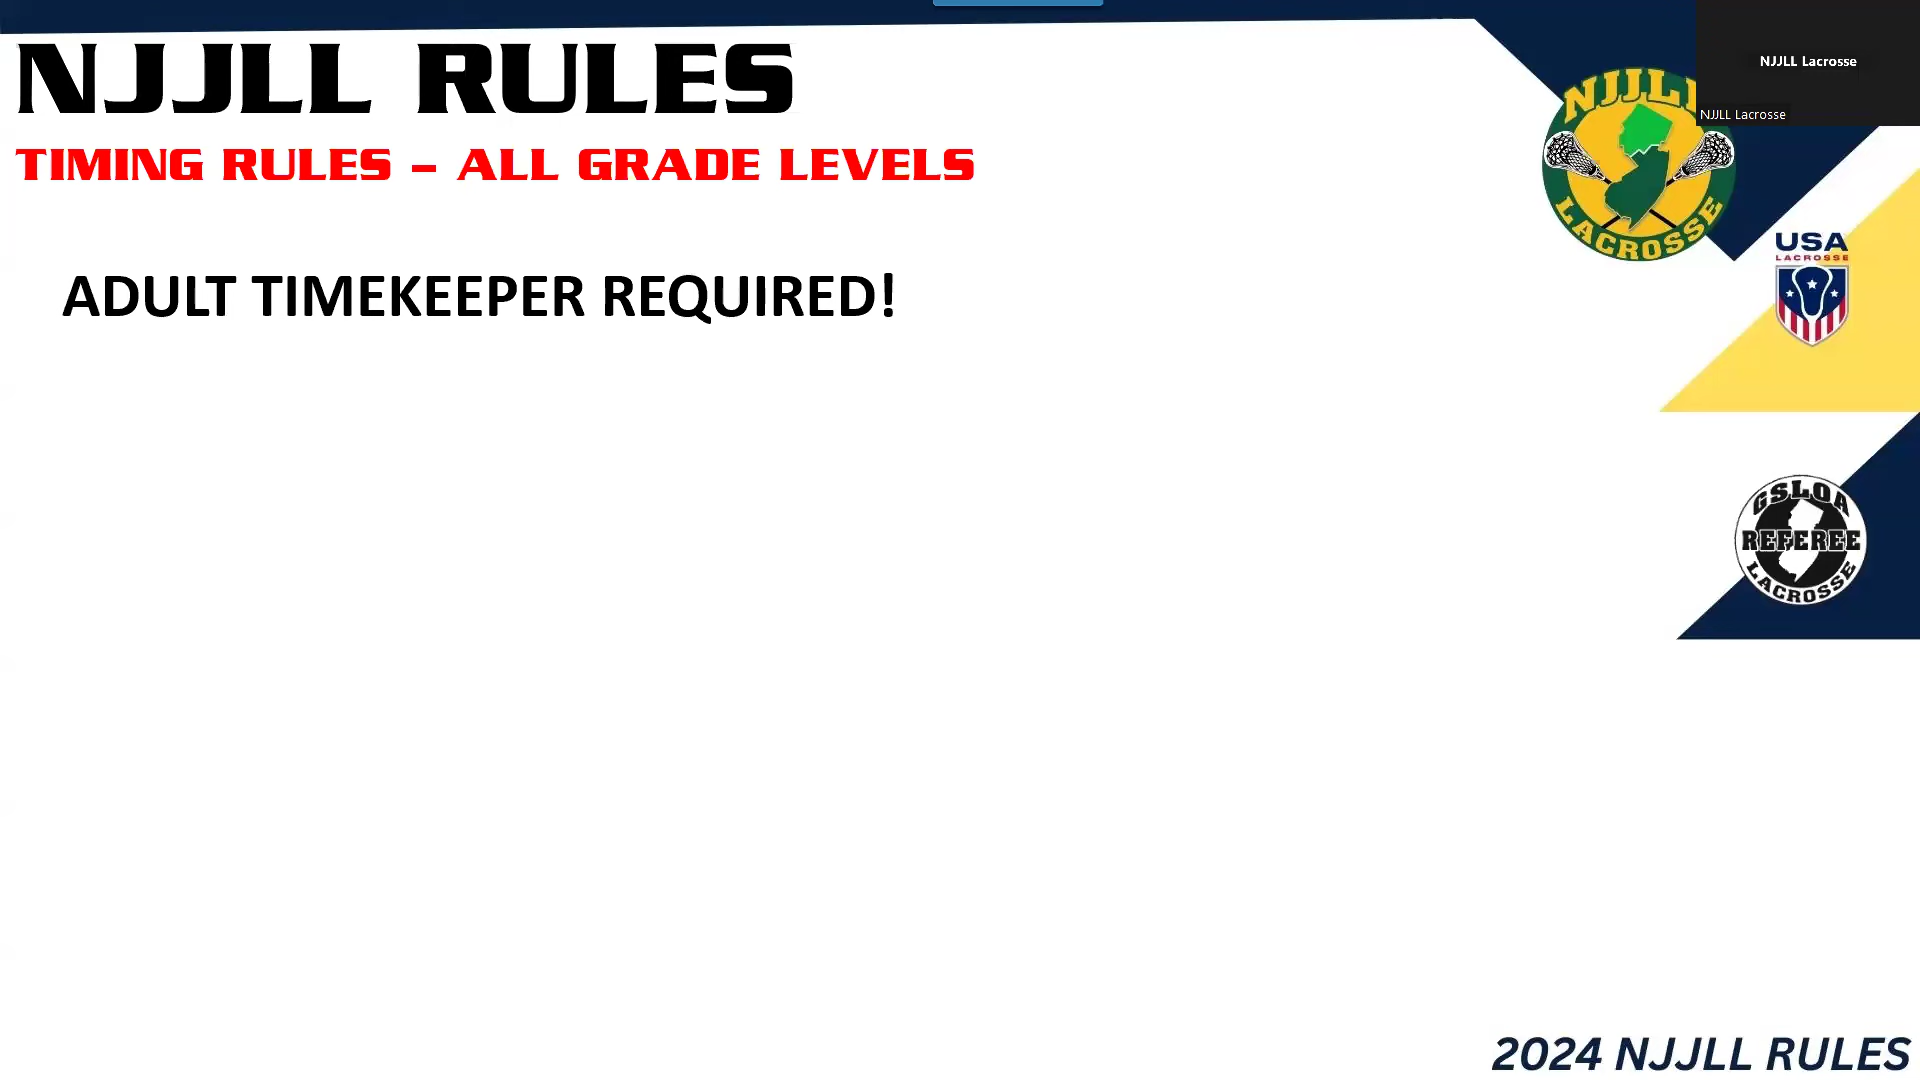 NJJLL RULES
TIMING RULES – ALL GRADE LEVELS
ADULT TIMEKEEPER REQUIRED!
NJJLL
LACROSSE
NJJLL Lacrosse
NJJLL Lacrosse
USA
LACROSSE
GSLOA
REFEREE
LACROSSE
2024 NJJLL RULES